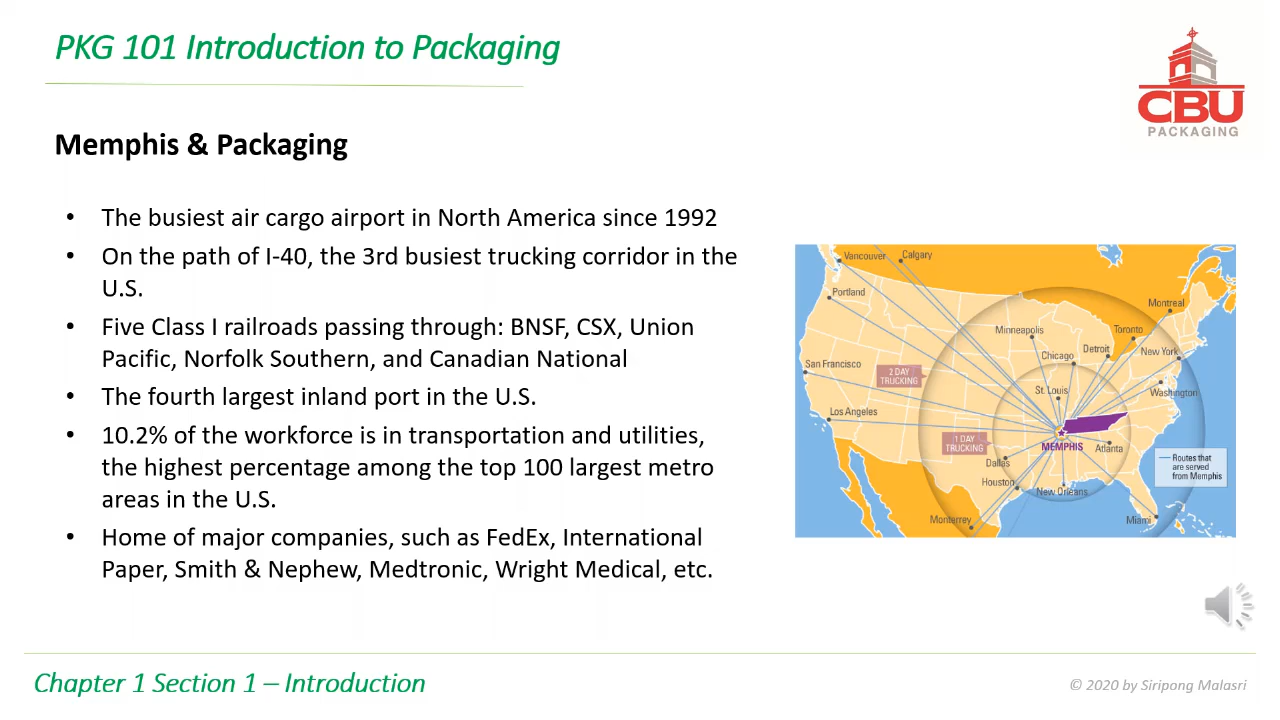 PKG 101 Introduction to Packaging
CBU
PACKAGING
Memphis & Packaging
• The busiest air cargo airport in North America since 1992
• On the path of I-40, the 3rd busiest trucking corridor in the
U.S.
• Five Class I railroads passing through: BNSF, CSX, Union
Pacific, Norfolk Southern, and Canadian National
• The fourth largest inland port in the U.S.
• 10.2% of the workforce is in transportation and utilities,
the highest percentage among the top 100 largest metro
areas in the U.S.
• Home of major companies, such as FedEx, International
Paper, Smith & Nephew, Medtronic, Wright Medical, etc.
Vancouver
Calgary
Portland
Montreal
Minneapolis
Toronto
Chicago
Detroit
New York
San Francisco
2 DAY
TRUCKING
St. Louis
Washington
Los Angeles
1 DAY
TRUCKING
MEMPHIS
Atlanta
Dallas
Routes that
are served
from Memphis
Houston
New Orleans
Monterrey
Miami
Chapter 1 Section 1 – Introduction
© 2020 by Siripong Malasri